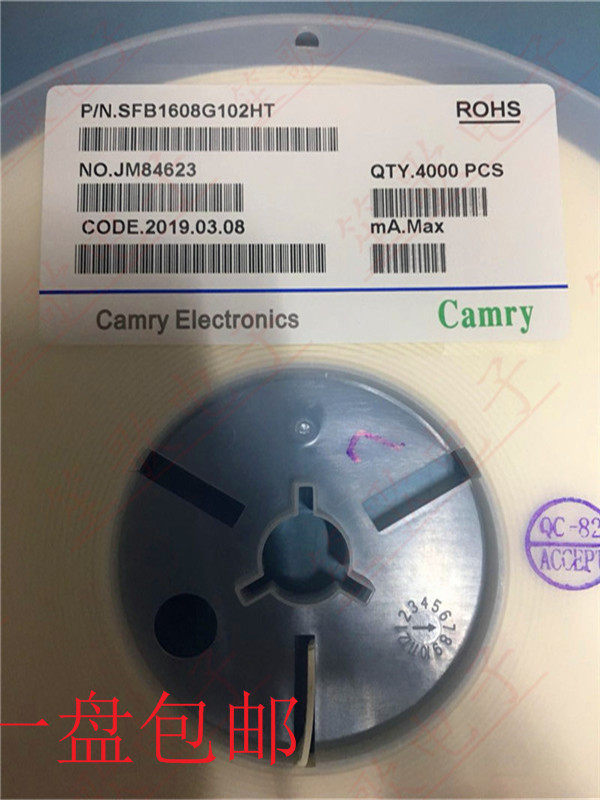 P/N.SFB1608G102HT
ROHS
NO.JM84623
QTY.4000 PCS
CODE.2019.03.08
mA.Max
Camry Electronics
Camry
QC-82
ACCEPT
一盘包邮